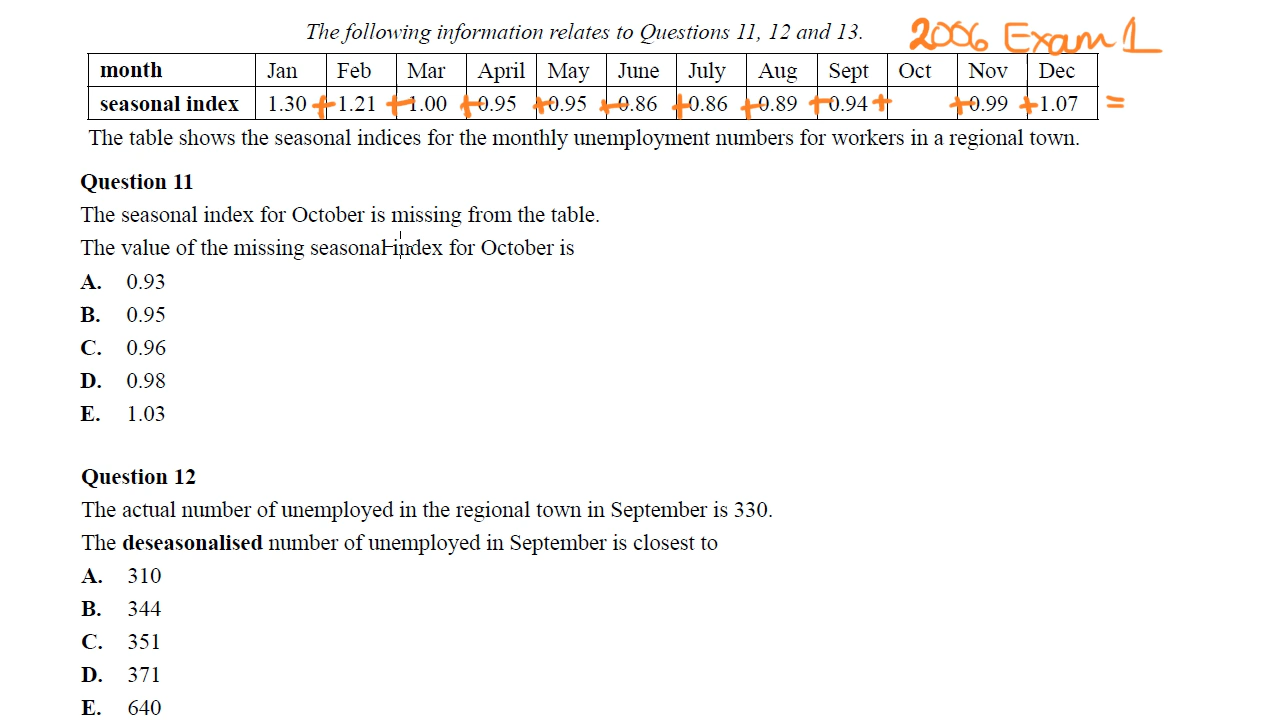 The following information relates to Questions 11, 12 and 13.
2006 Exam 1
month Jan Feb Mar April May June July Aug Sept Oct Nov Dec
seasonal index 1.30 + 1.21 + 1.00 + 0.95 + 0.95 + 0.86 + 0.86 + 0.89 + 0.94 + + 0.99 + 1.07 =
The table shows the seasonal indices for the monthly unemployment numbers for workers in a regional town.
Question 11
The seasonal index for October is missing from the table.
The value of the missing seasonal index for October is
A. 0.93
B. 0.95
C. 0.96
D. 0.98
E. 1.03
Question 12
The actual number of unemployed in the regional town in September is 330.
The deseasonalised number of unemployed in September is closest to
A. 310
B. 344
C. 351
D. 371
E. 640